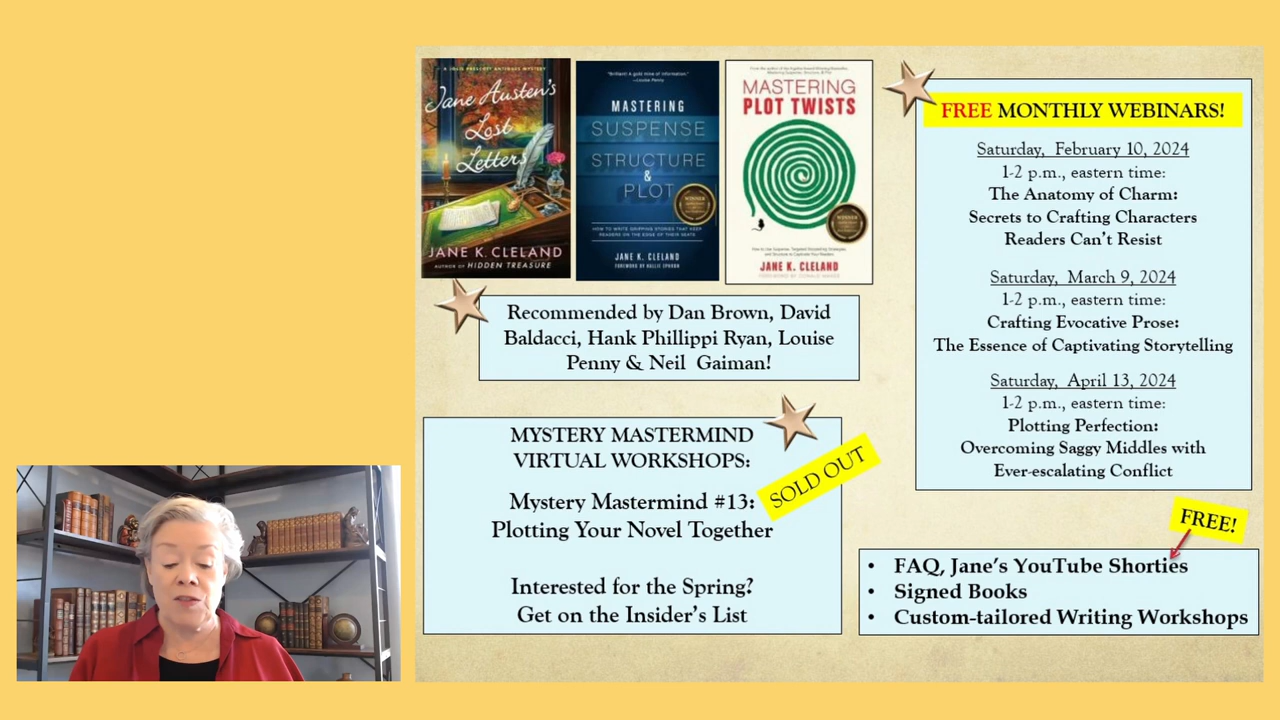 A JOSIE PRESCOTT ANTIQUES MYSTERY
Jane Austen's
Lost
Letters
JANE K. CLELAND
AUTHOR OF HIDDEN TREASURE
"Brilliant! A gold mine of information."
—Louise Penny
MASTERING
SUSPENSE
STRUCTURE
&
PLOT
WINNER
HOW TO WRITE GRIPPING STORIES THAT KEEP
READERS ON THE EDGE OF THEIR SEATS
JANE K. CLELAND
FOREWORD BY HALLIE EPHRON
MASTERING
PLOT TWISTS
WINNER
JANE K. CLELAND
Recommended by Dan Brown, David
Baldacci, Hank Phillippi Ryan, Louise
Penny & Neil Gaiman!
MYSTERY MASTERMIND
VIRTUAL WORKSHOPS:
Mystery Mastermind #13:
SOLD OUT
Plotting Your Novel Together
Interested for the Spring?
Get on the Insider's List
FREE MONTHLY WEBINARS!
Saturday, February 10, 2024
1-2 p.m., eastern time:
The Anatomy of Charm:
Secrets to Crafting Characters
Readers Can't Resist
Saturday, March 9, 2024
1-2 p.m., eastern time:
Crafting Evocative Prose:
The Essence of Captivating Storytelling
Saturday, April 13, 2024
1-2 p.m., eastern time:
Plotting Perfection:
Overcoming Saggy Middles with
Ever-escalating Conflict
FREE!
• FAQ, Jane's YouTube Shorties
• Signed Books
• Custom-tailored Writing Workshops